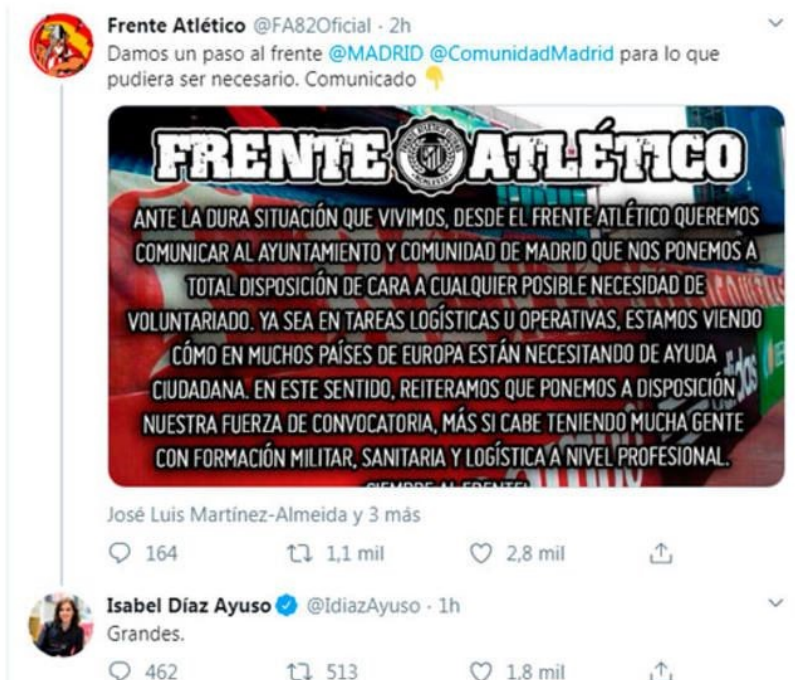 Frente Atlético @FA82Oficial · 2h
Damos un paso al frente @MADRID @ComunidadMadrid para lo que
pudiera ser necesario. Comunicado 👇
FRENTE ATLÉTICO
ANTE LA DURA SITUACIÓN QUE VIVIMOS, DESDE EL FRENTE ATLÉTICO QUEREMOS
COMUNICAR AL AYUNTAMIENTO Y COMUNIDAD DE MADRID QUE NOS PONEMOS A
TOTAL DISPOSICIÓN DE CARA A CUALQUIER POSIBLE NECESIDAD DE
VOLUNTARIADO. YA SEA EN TAREAS LOGÍSTICAS U OPERATIVAS, ESTAMOS VIENDO
CÓMO EN MUCHOS PAÍSES DE EUROPA ESTÁN NECESITANDO DE AYUDA
CIUDADANA. EN ESTE SENTIDO, REITERAMOS QUE PONEMOS A DISPOSICIÓN
NUESTRA FUERZA DE CONVOCATORIA, MÁS SI CABE TENIENDO MUCHA GENTE
CON FORMACIÓN MILITAR, SANITARIA Y LOGÍSTICA A NIVEL PROFESIONAL.
¡SIEMPRE AL FRENTE!
adidas
José Luis Martínez-Almeida y 3 más
164 1,1 mil 2,8 mil
Isabel Díaz Ayuso @IdiazAyuso · 1h
Grandes.
462 513 1,8 mil